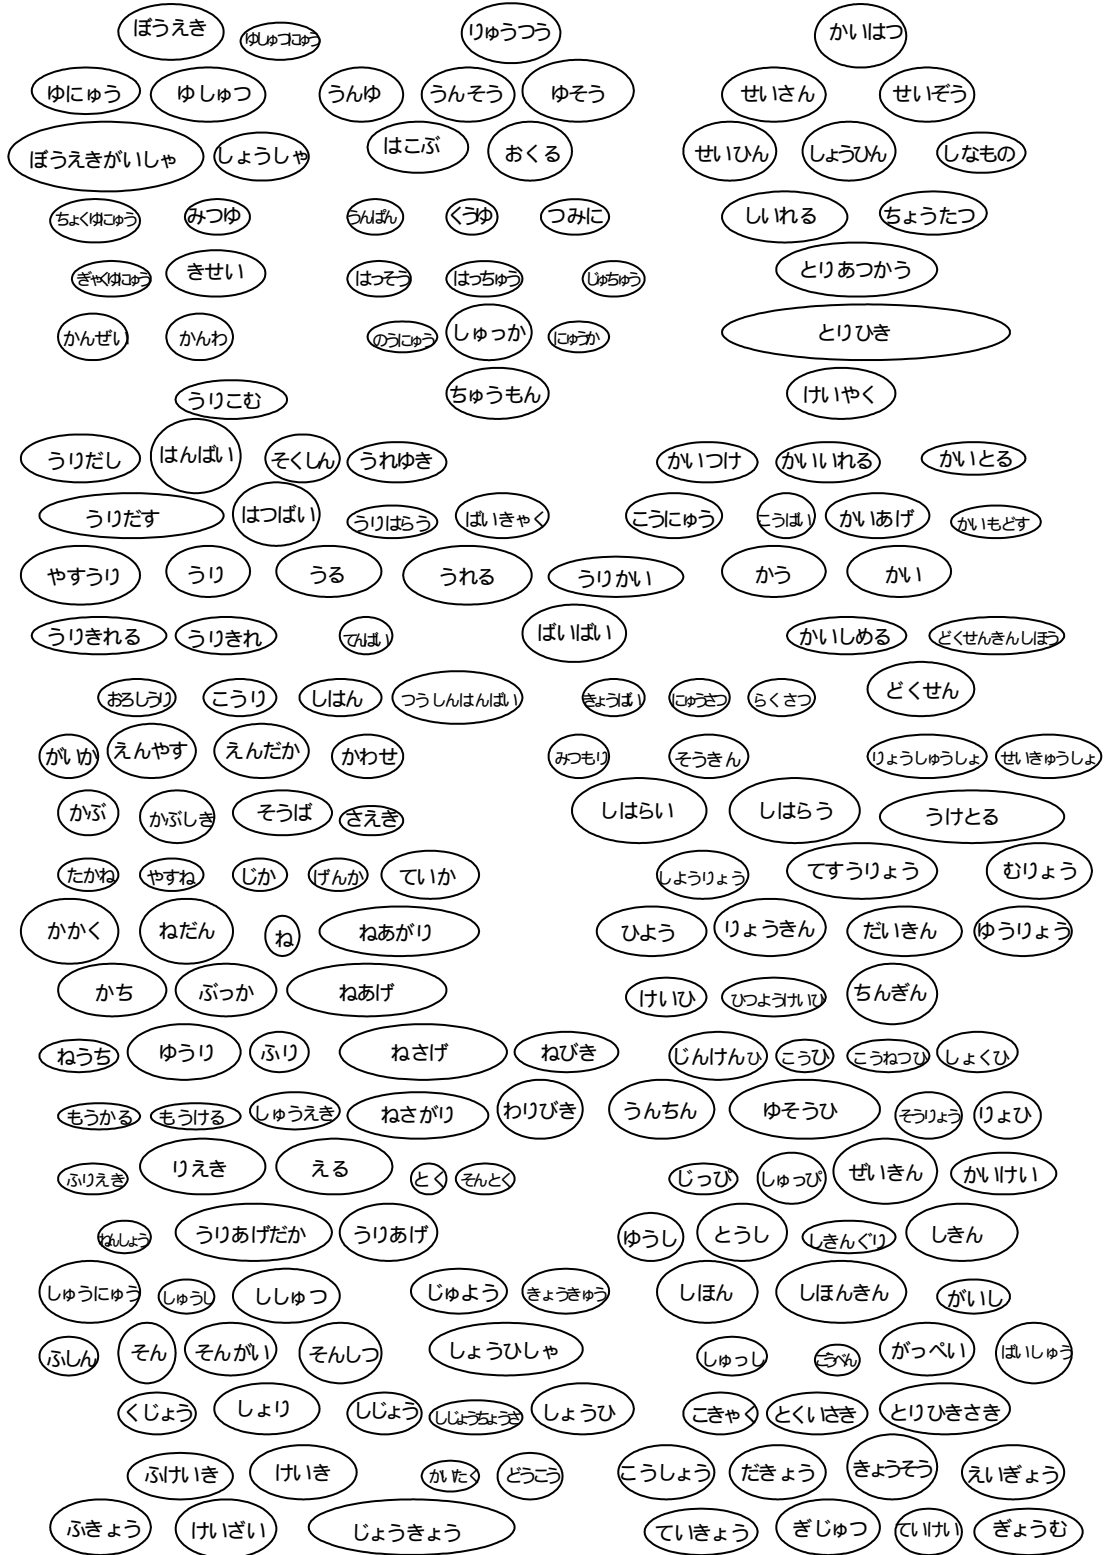 ぼうえき ゆしゅつにゅう りゅうつう かいはつ
ゆにゅう ゆしゅつ うんゆ うんそう ゆそう せいさん せいぞう
ぼうえきがいしゃ しょうしゃ はこぶ おくる せいひん しょうひん しなもの
ちょくゆにゅう みつゆ うんぱん くうゆ つみに しいれる ちょうたつ
ぎゃくゆにゅう きせい はっそう はっちゅう じゅちゅう とりあつかう
かんぜい かんわ のうにゅう しゅっか にゅうか とりひき
うりこむ ちゅうもん けいやく
うりだし はんばい そくしん うれゆき かいつけ かいいれる かいとる
うりだす はつばい うりはらう ばいきゃく こうにゅう こうばい かいあげ かいもどす
やすうり うり うる うれる うりかい かう かい
うりきれる うりきれ てんばい ばいばい かいしめる どくせんきんしほう
おろしうり こうり しはん つうしんはんばい きょうばい にゅうさつ らくさつ どくせん
がいか えんやす えんだか かわせ みつもり そうきん りょうしゅうしょ せいきゅうしょ
かぶ かぶしき そうば さえき しはらい しはらう うけとる
たかね やすね じか げんか ていか しようりょう てすうりょう むりょう
かかく ねだん ね ねあがり ひよう りょうきん だいきん ゆうりょう
かち ぶっか ねあげ けいひ ひつようけいひ ちんぎん
ねうち ゆうり ふり ねさげ ねびき じんけんひ こうひ こうねつひ しょくひ
もうかる もうける しゅうえき ねさがり わりびき うんちん ゆそうひ そうりょう りょひ
ふりえき りえき える とく そんとく じっぴ しゅっぴ ぜいきん かいけい
ねんしょう うりあげだか うりあげ ゆうし とうし しきんぐり しきん
しゅうにゅう しゅうし ししゅつ じゅよう きょうきゅう しほん しほんきん がいし
ふしん そん そんがい そんしつ しょうひしゃ しゅっし ごうべん がっぺい ばいしゅう
くじょう しょり しじょう しじょうちょうさ しょうひ こきゃく とくいさき とりひきさき
ふけいき けいき かいたく どうこう こうしょう だきょう きょうそう えいぎょう
ふきょう けいざい じょうきょう ていきょう ぎじゅつ ていけい ぎょうむ